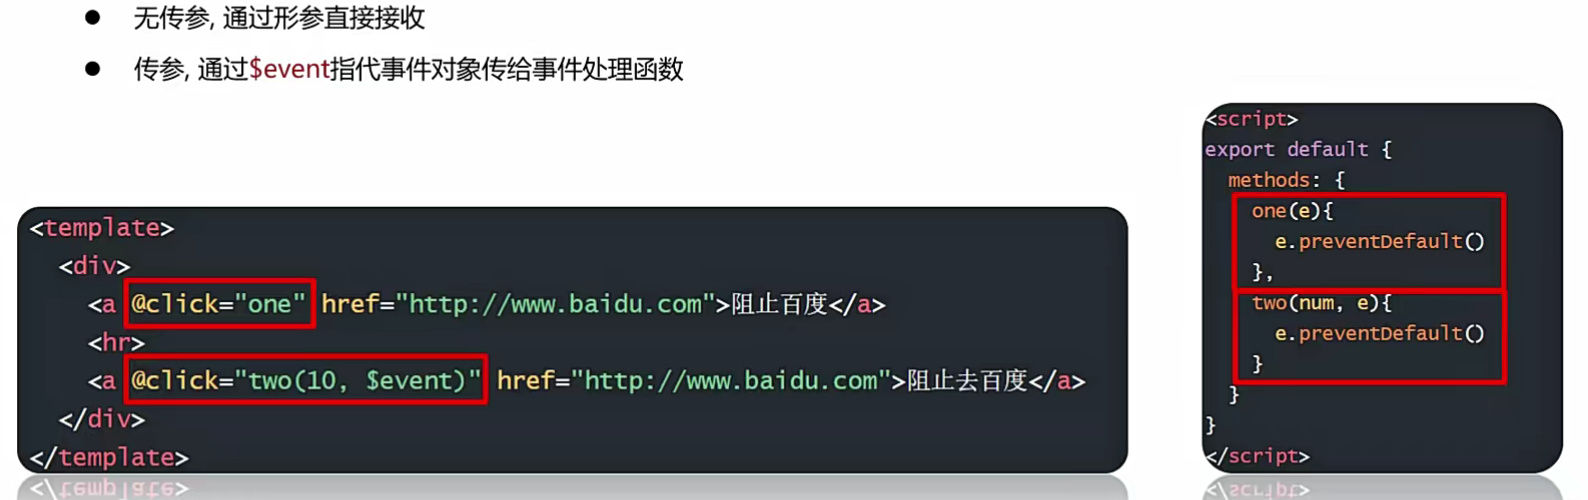 ● 无传参, 通过形参直接接收
● 传参, 通过$event指代事件对象传给事件处理函数
<template>
  <div>
    <a @click="one" href="http://www.baidu.com">阻止百度</a>
    <hr>
    <a @click="two(10, $event)" href="http://www.baidu.com">阻止去百度</a>
  </div>
</template>
<script>
export default {
  methods: {
    one(e){
      e.preventDefault()
    },
    two(num, e){
      e.preventDefault()
    }
  }
}
</script>